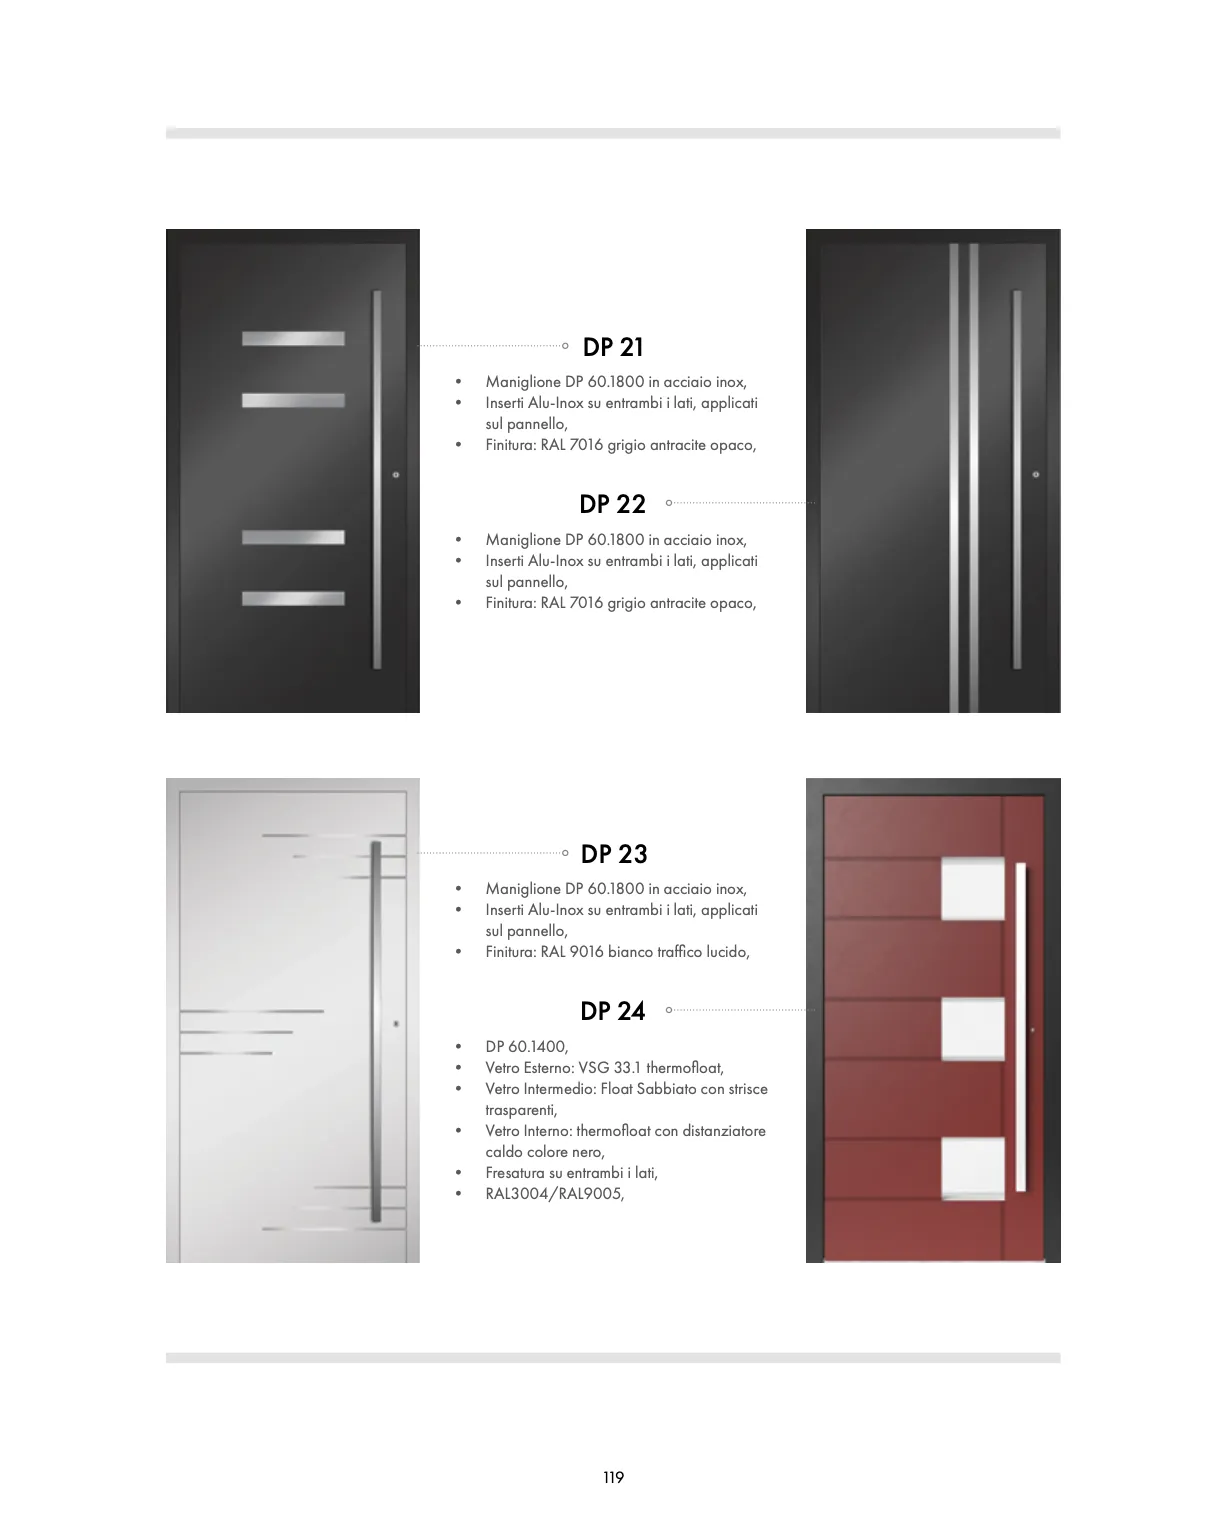 DP 21
• Maniglione DP 60.1800 in acciaio inox,
• Inserti Alu-Inox su entrambi i lati, applicati
sul pannello,
• Finitura: RAL 7016 grigio antracite opaco,
DP 22
• Maniglione DP 60.1800 in acciaio inox,
• Inserti Alu-Inox su entrambi i lati, applicati
sul pannello,
• Finitura: RAL 7016 grigio antracite opaco,
DP 23
• Maniglione DP 60.1800 in acciaio inox,
• Inserti Alu-Inox su entrambi i lati, applicati
sul pannello,
• Finitura: RAL 9016 bianco traffico lucido,
DP 24
• DP 60.1400,
• Vetro Esterno: VSG 33.1 thermofloat,
• Vetro Intermedio: Float Sabbiato con strisce
trasparenti,
• Vetro Interno: thermofloat con distanziatore
caldo colore nero,
• Fresatura su entrambi i lati,
• RAL3004/RAL9005,
119